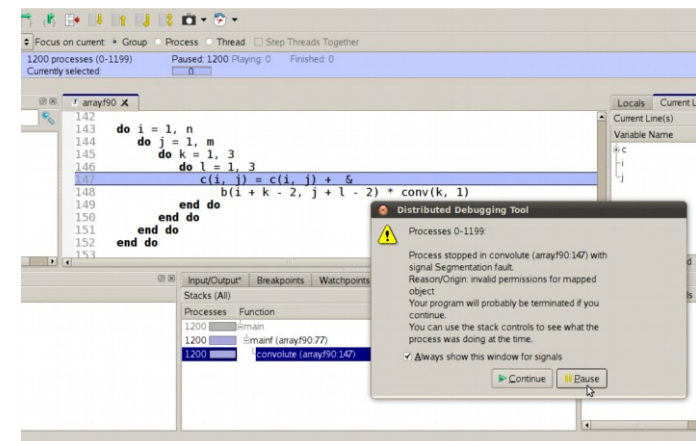 Focus on current: Group Process Thread Step Threads Together
1200 processes (0-1199) Paused: 1200 Playing: 0 Finished: 0
Currently selected: 0
array.f90 X
Locals Current L
Current Line(s)
Variable Name
c
i
j
142
143 do i = 1, n
144 do j = 1, m
145 do k = 1, 3
146 do l = 1, 3
147 c(i, j) = c(i, j) + &
148 b(i + k - 2, j + l - 2) * conv(k, 1)
149 end do
150 end do
151 end do
152 end do
153
Input/Output* Breakpoints Watchpoints
Stacks (All)
Processes Function
1200 main
1200 mainf (array.f90:77)
1200 convolute (array.f90:147)
Distributed Debugging Tool
Processes 0-1199:
Process stopped in convolute (array.f90:147) with
signal Segmentation fault.
Reason/Origin: invalid permissions for mapped
object
Your program will probably be terminated if you
continue.
You can use the stack controls to see what the
process was doing at the time.
Always show this window for signals
Continue Pause